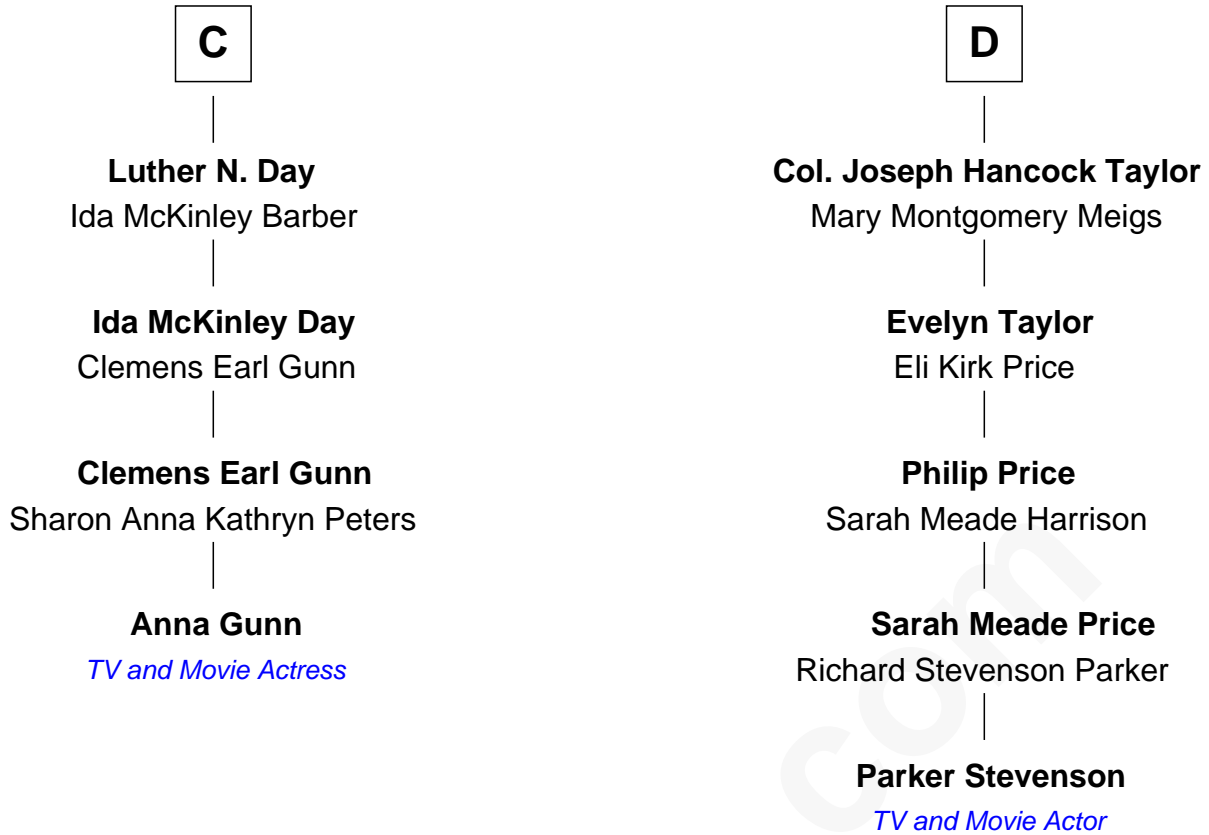 C
Luther N. Day
Ida McKinley Barber
Ida McKinley Day
Clemens Earl Gunn
Clemens Earl Gunn
Sharon Anna Kathryn Peters
Anna Gunn
TV and Movie Actress
D
Col. Joseph Hancock Taylor
Mary Montgomery Meigs
Evelyn Taylor
Eli Kirk Price
Philip Price
Sarah Meade Harrison
Sarah Meade Price
Richard Stevenson Parker
Parker Stevenson
TV and Movie Actor
com